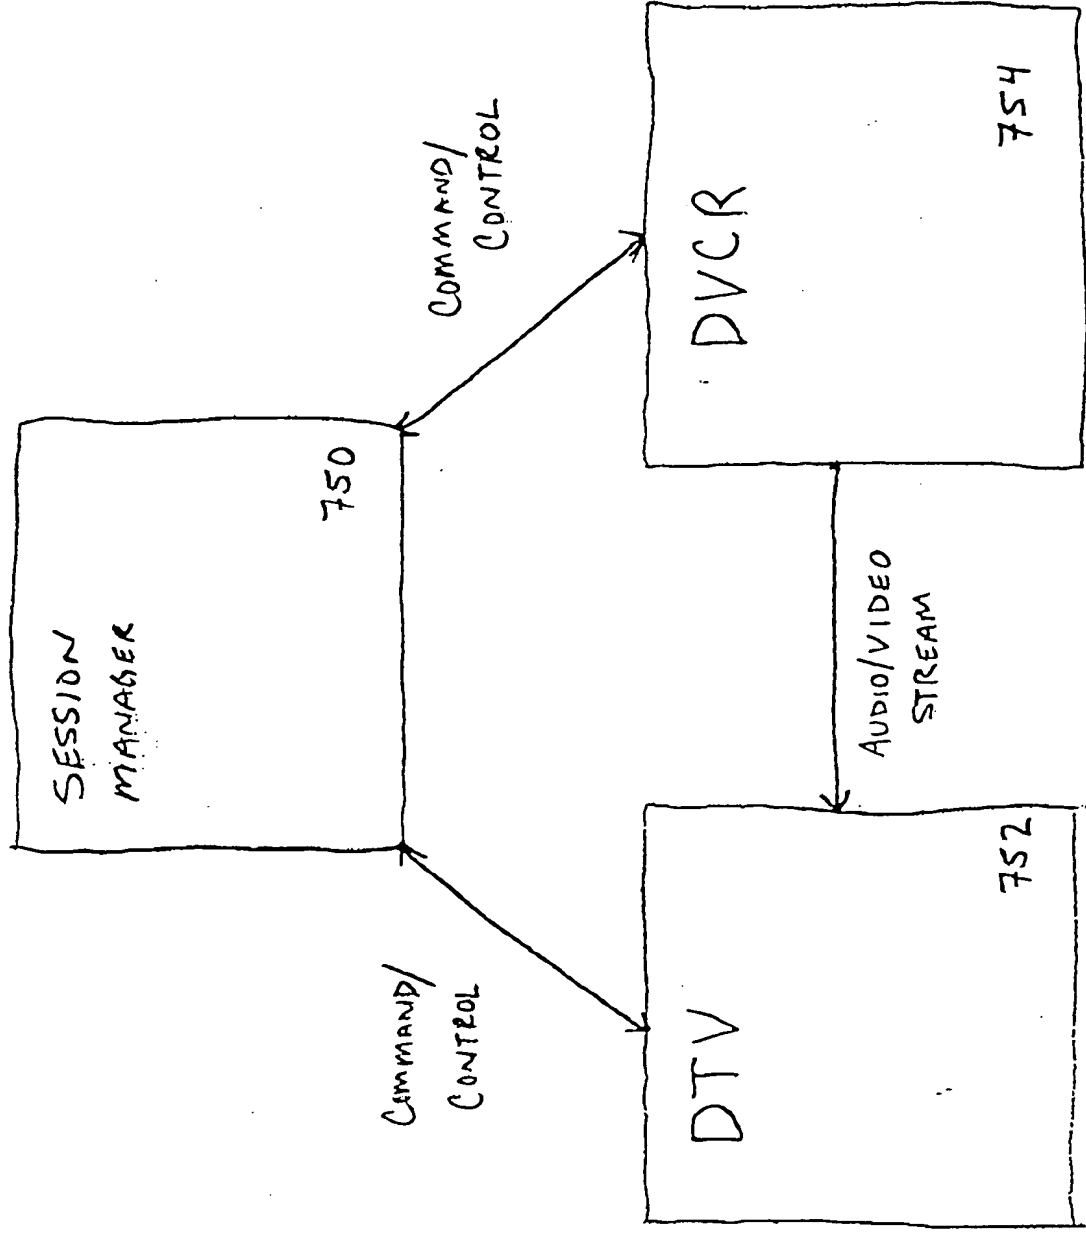 SESSION
MANAGER
750
COMMAND/
CONTROL
COMMAND/
CONTROL
DTV
752
AUDIO/VIDEO
STREAM
DVCR
754